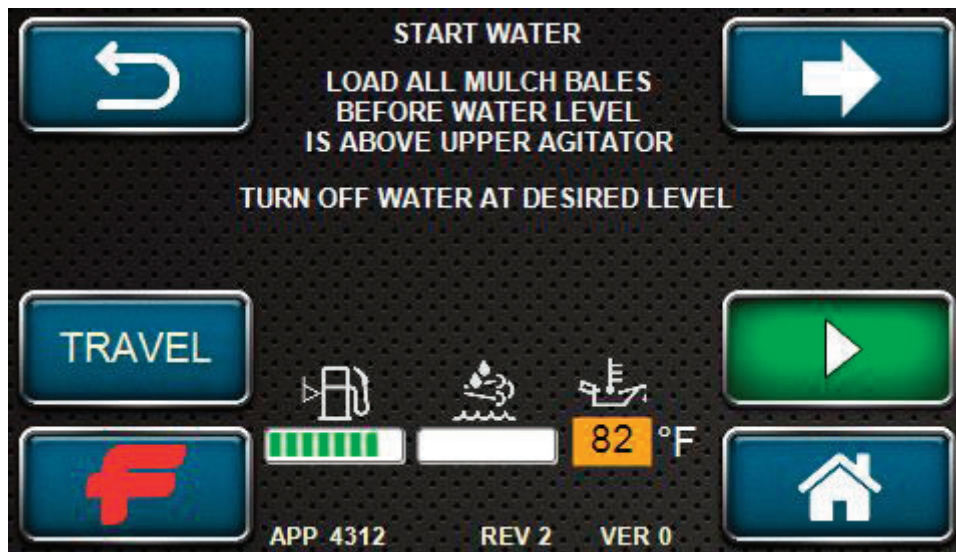 START WATER
LOAD ALL MULCH BALES
BEFORE WATER LEVEL
IS ABOVE UPPER AGITATOR
TURN OFF WATER AT DESIRED LEVEL
TRAVEL
82 °F
APP 4312 REV 2 VER 0